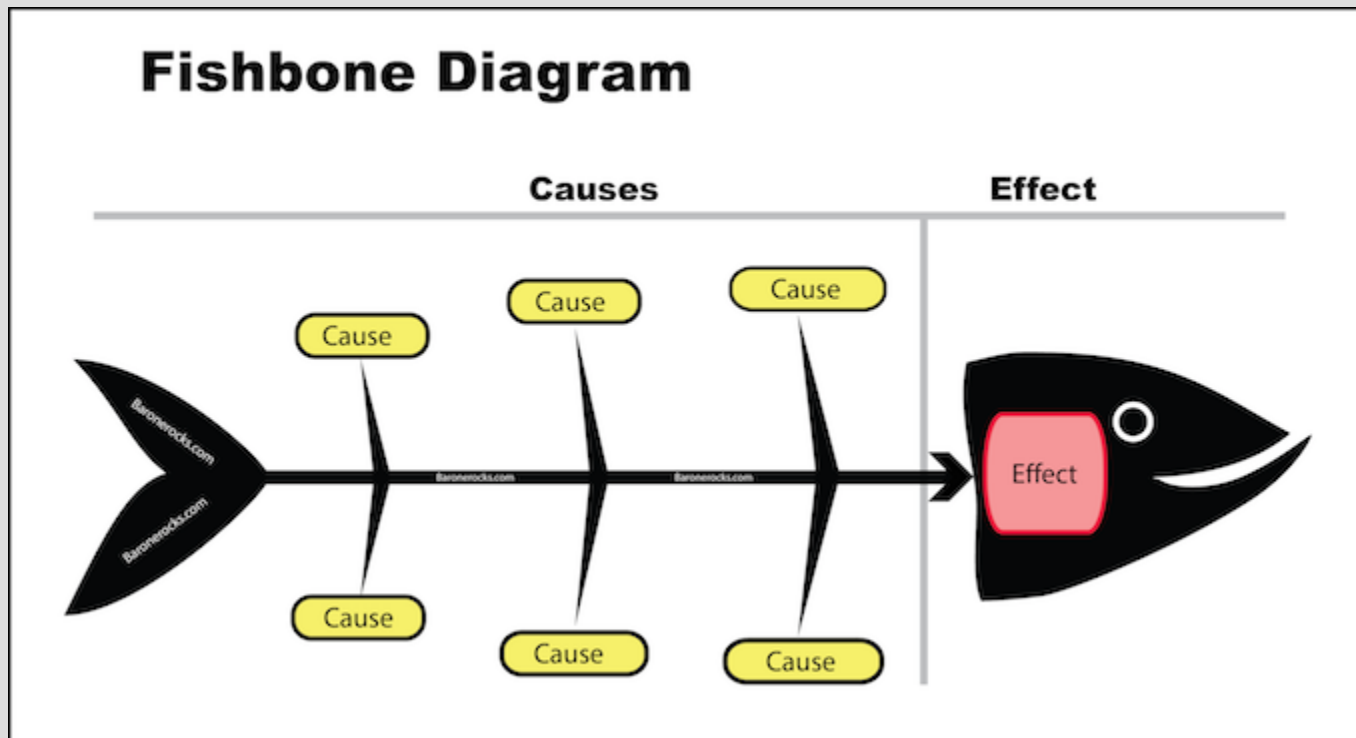 Fishbone Diagram
Causes
Effect
Cause
Cause
Cause
Baronerocks.com
Baronerocks.com
Baronerocks.com
Effect
Baronerocks.com
Cause
Cause
Cause